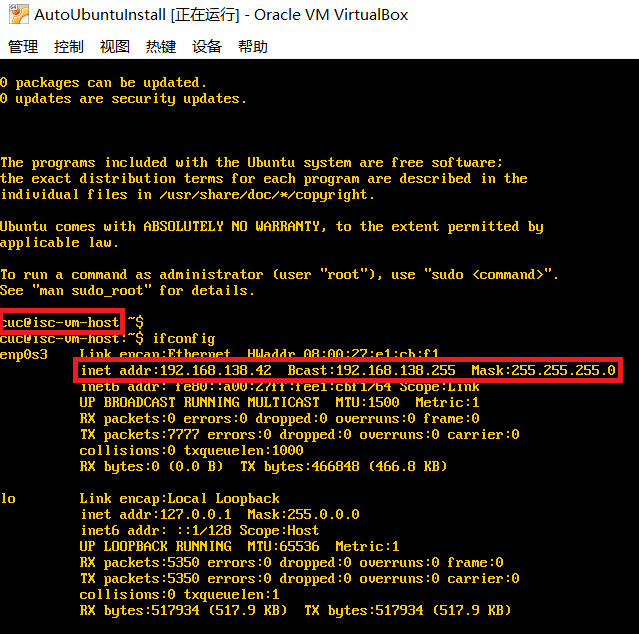 AutoUbuntuInstall [正在运行] - Oracle VM VirtualBox
管理 控制 视图 热键 设备 帮助
0 packages can be updated.
0 updates are security updates.
The programs included with the Ubuntu system are free software;
the exact distribution terms for each program are described in the
individual files in /usr/share/doc/*/copyright.
Ubuntu comes with ABSOLUTELY NO WARRANTY, to the extent permitted by
applicable law.
To run a command as administrator (user "root"), use "sudo <command>".
See "man sudo_root" for details.
cuc@isc-vm-host:~$
cuc@isc-vm-host:~$ ifconfig
enp0s3 Link encap:Ethernet HWaddr 08:00:27:e1:cb:f1
inet addr:192.168.138.42 Bcast:192.168.138.255 Mask:255.255.255.0
inet6 addr: fe80::a00:27ff:fee1:cbf1/64 Scope:Link
UP BROADCAST RUNNING MULTICAST MTU:1500 Metric:1
RX packets:0 errors:0 dropped:0 overruns:0 frame:0
TX packets:7777 errors:0 dropped:0 overruns:0 carrier:0
collisions:0 txqueuelen:1000
RX bytes:0 (0.0 B) TX bytes:466848 (466.8 KB)
lo Link encap:Local Loopback
inet addr:127.0.0.1 Mask:255.0.0.0
inet6 addr: ::1/128 Scope:Host
UP LOOPBACK RUNNING MTU:65536 Metric:1
RX packets:5350 errors:0 dropped:0 overruns:0 frame:0
TX packets:5350 errors:0 dropped:0 overruns:0 carrier:0
collisions:0 txqueuelen:1
RX bytes:517934 (517.9 KB) TX bytes:517934 (517.9 KB)